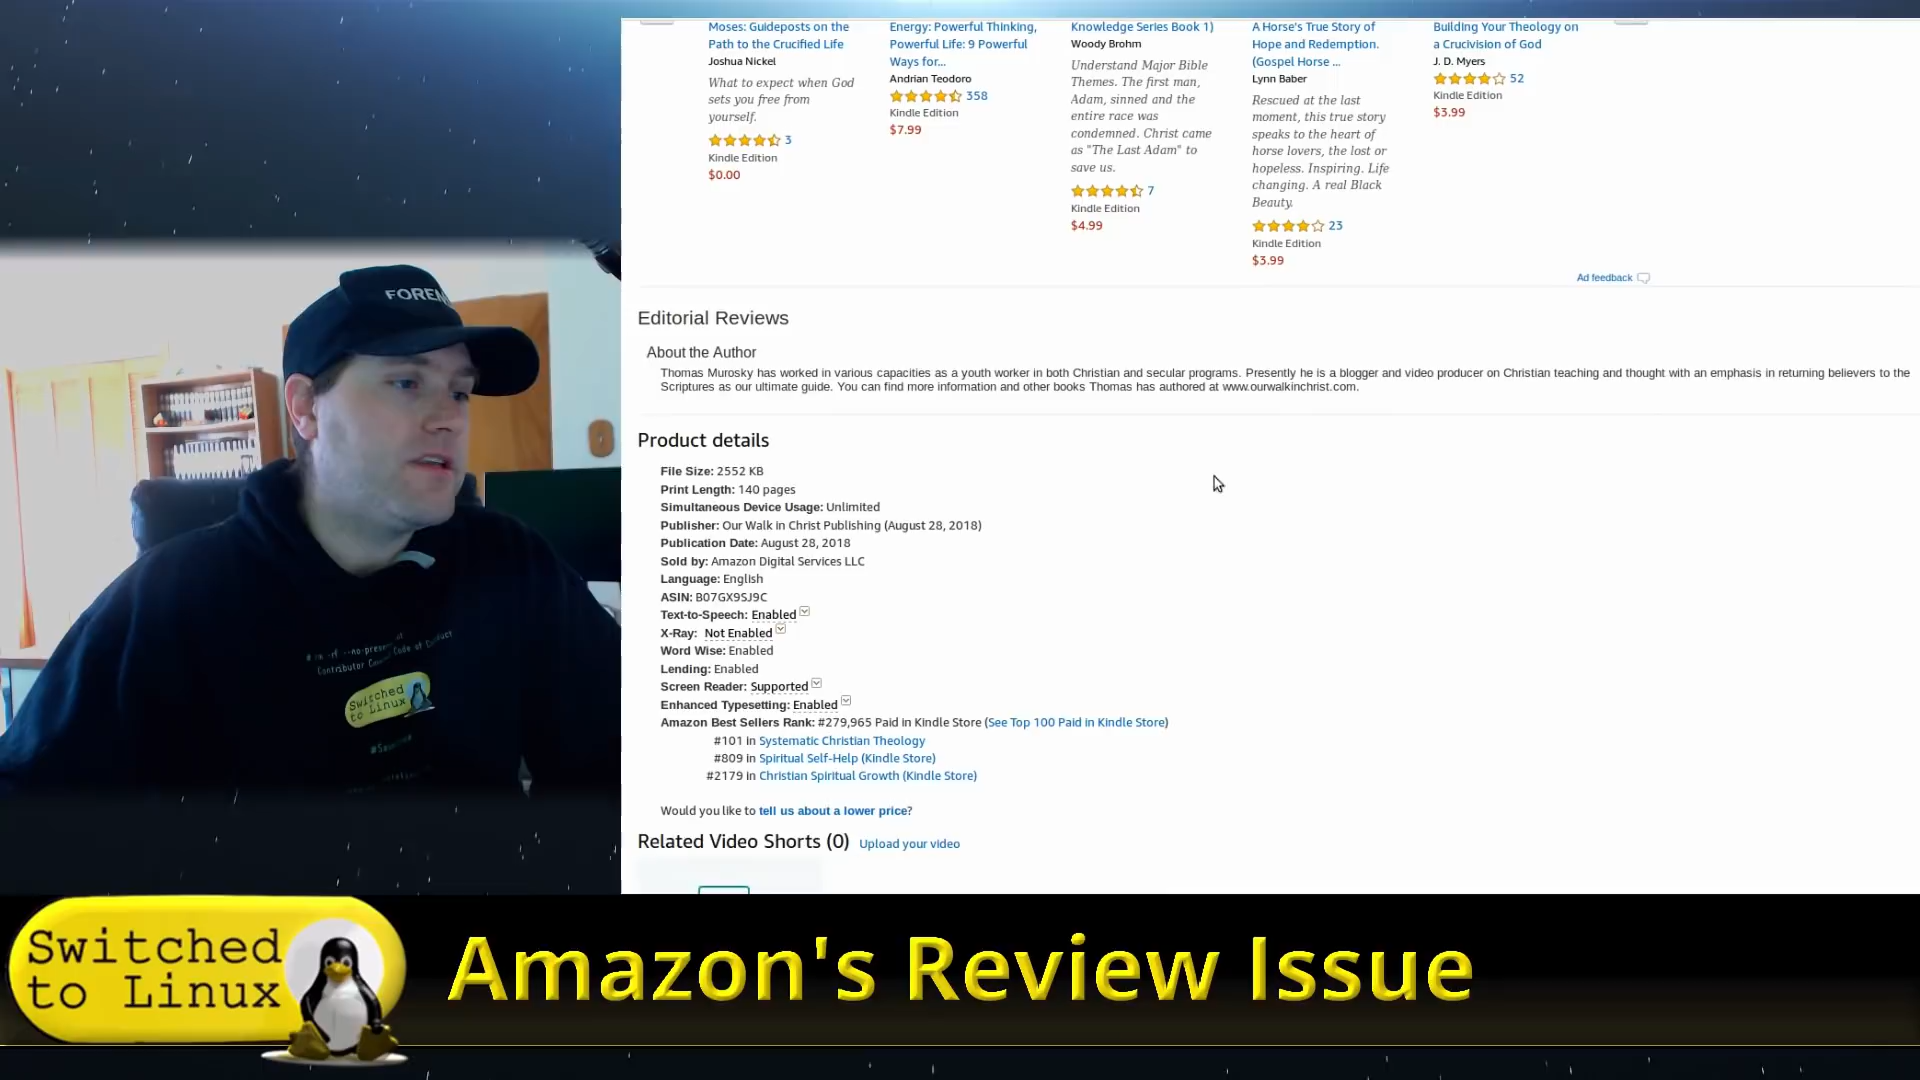 Moses: Guideposts on the
Path to the Crucified Life
Joshua Nickel
What to expect when God
sets you free from
yourself.
3
Kindle Edition
$0.00
Energy: Powerful Thinking,
Powerful Life: 9 Powerful
Ways for...
Andrian Teodoro
358
Kindle Edition
$7.99
Knowledge Series Book 1)
Woody Brohm
Understand Major Bible
Themes. The first man,
Adam, sinned and the
entire race was
condemned. Christ came
as "The Last Adam" to
save us.
7
Kindle Edition
$4.99
A Horse's True Story of
Hope and Redemption.
(Gospel Horse ...
Lynn Baber
Rescued at the last
moment, this true story
speaks to the heart of
horse lovers, the lost or
hopeless. Inspiring. Life
changing. A real Black
Beauty.
23
Kindle Edition
$3.99
Building Your Theology on
a Crucivision of God
J. D. Myers
52
Kindle Edition
$3.99
Ad feedback
Editorial Reviews
About the Author
Thomas Murosky has worked in various capacities as a youth worker in both Christian and secular programs. Presently he is a blogger and video producer on Christian teaching and thought with an emphasis in returning believers to the
Scriptures as our ultimate guide. You can find more information and other books Thomas has authored at www.ourwalkinchrist.com.
Product details
File Size: 2552 KB
Print Length: 140 pages
Simultaneous Device Usage: Unlimited
Publisher: Our Walk in Christ Publishing (August 28, 2018)
Publication Date: August 28, 2018
Sold by: Amazon Digital Services LLC
Language: English
ASIN: B07GX9SJ9C
Text-to-Speech: Enabled
X-Ray: Not Enabled
Word Wise: Enabled
Lending: Enabled
Screen Reader: Supported
Enhanced Typesetting: Enabled
Amazon Best Sellers Rank: #279,965 Paid in Kindle Store (See Top 100 Paid in Kindle Store)
#101 in Systematic Christian Theology
#809 in Spiritual Self-Help (Kindle Store)
#2179 in Christian Spiritual Growth (Kindle Store)
Would you like to tell us about a lower price?
Related Video Shorts (0) Upload your video
FOREN
Code of Conduct
Switched
to Linux
Switched
to Linux
Amazon's Review Issue